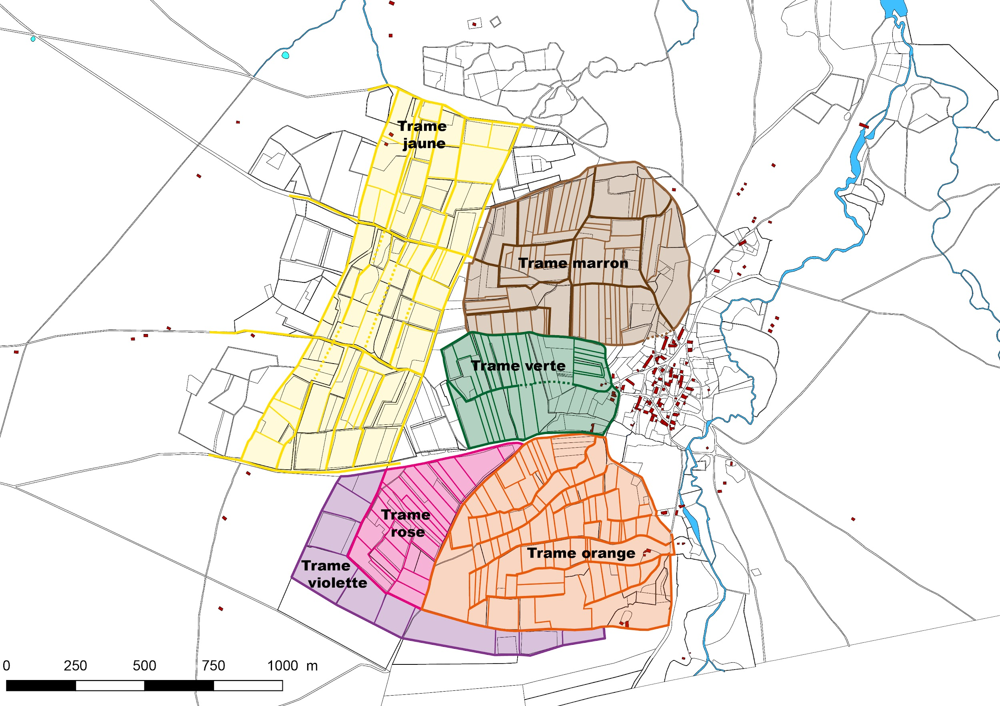 Trame
jaune
Trame marron
Trame verte
Trame
rose
Trame orange
Trame
violette
0 250 500 750 1000 m